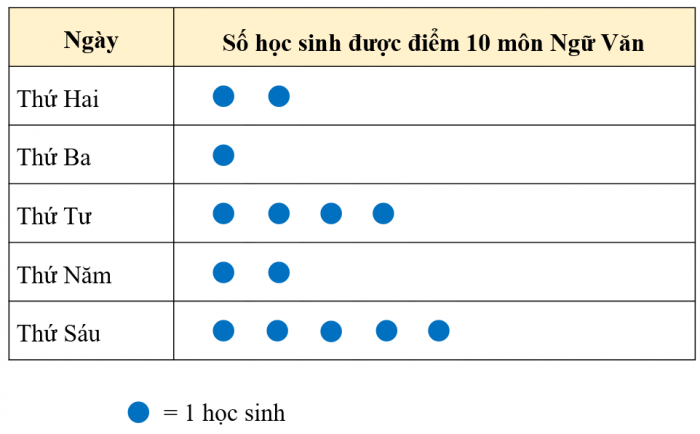 Ngày
Số học sinh được điểm 10 môn Ngữ Văn
Thứ Hai
Thứ Ba
Thứ Tư
Thứ Năm
Thứ Sáu
= 1 học sinh